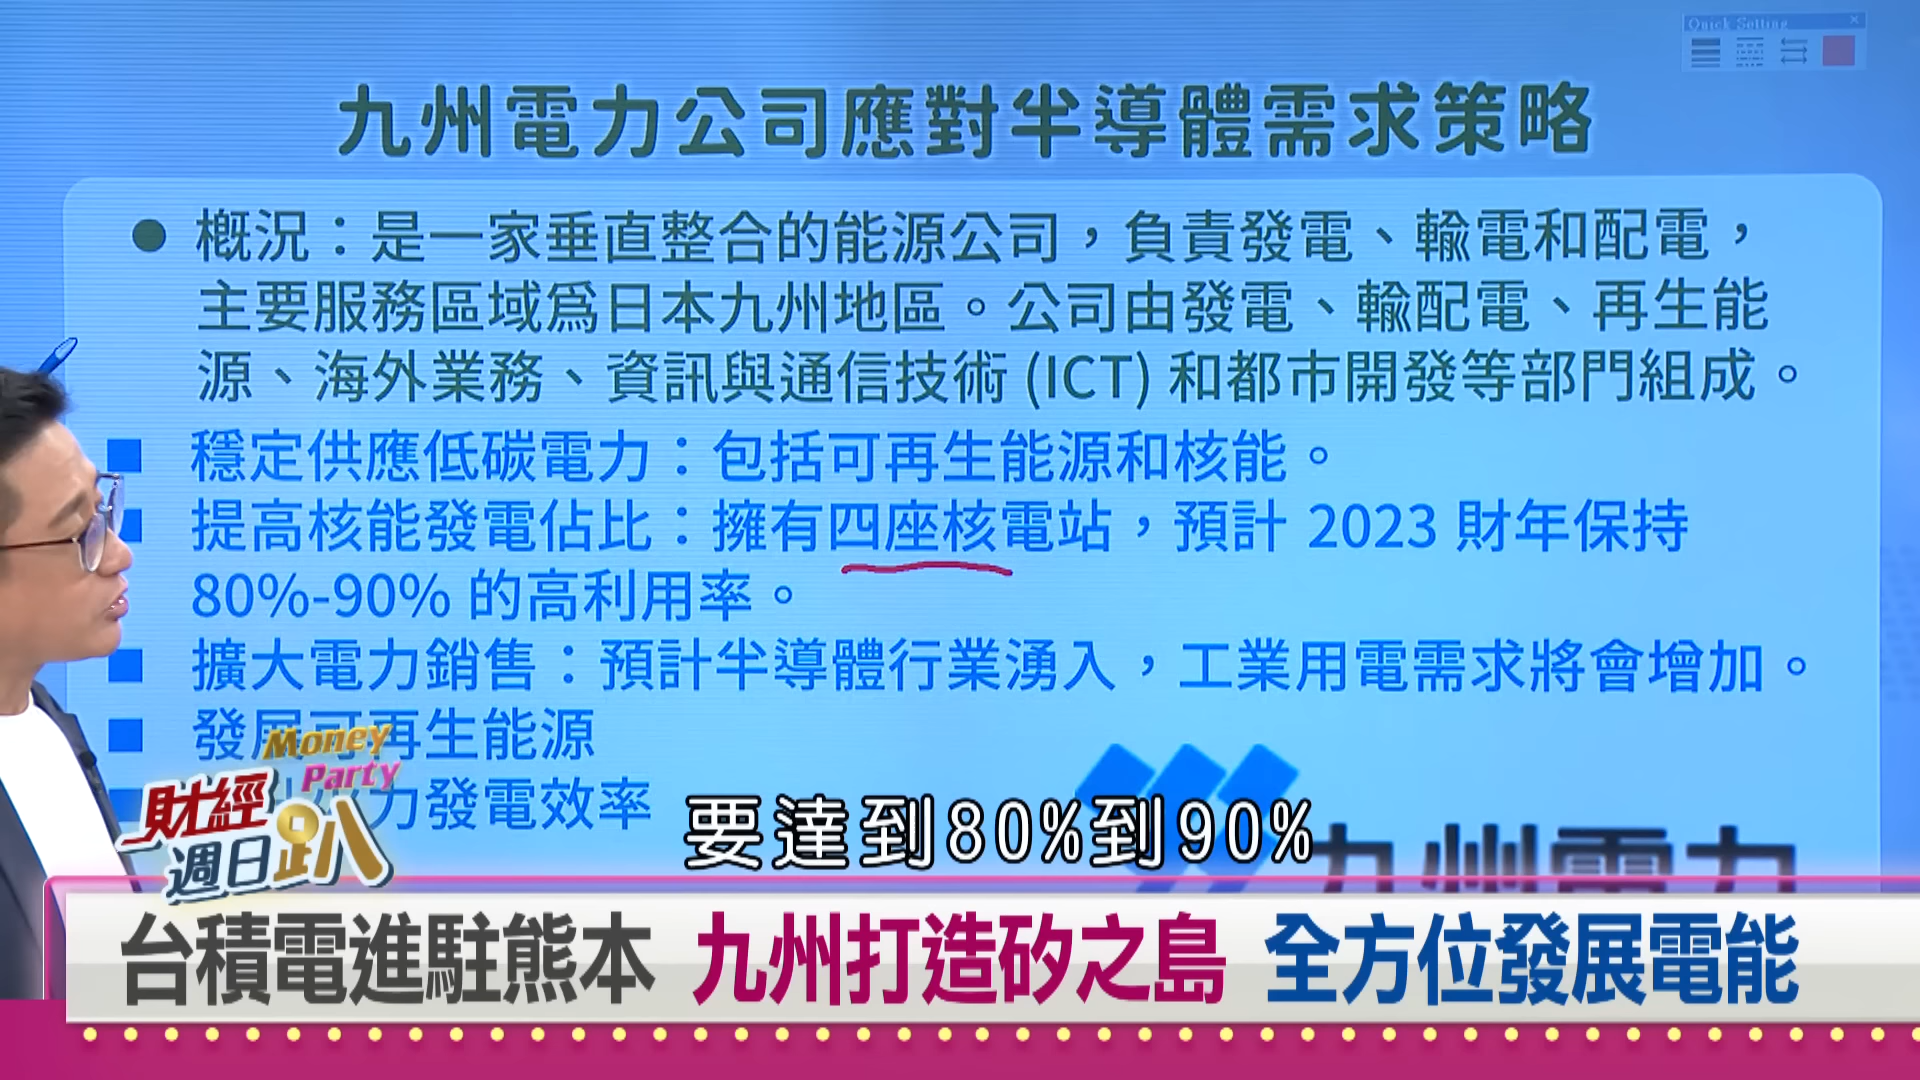 Quick Setting
九州電力公司應對半導體需求策略
概況：是一家垂直整合的能源公司，負責發電、輸電和配電，
主要服務區域為日本九州地區。公司由發電、輸配電、再生能
源、海外業務、資訊與通信技術 (ICT) 和都市開發等部門組成。
穩定供應低碳電力：包括可再生能源和核能。
提高核能發電佔比：擁有四座核電站，預計 2023 財年保持
80%-90% 的高利用率。
擴大電力銷售：預計半導體行業湧入，工業用電需求將會增加。
發展可再生能源
力發電效率
Money
Party
財經
週日趴
要達到80%到90%
九州電力
台積電進駐熊本 九州打造矽之島 全方位發展電能